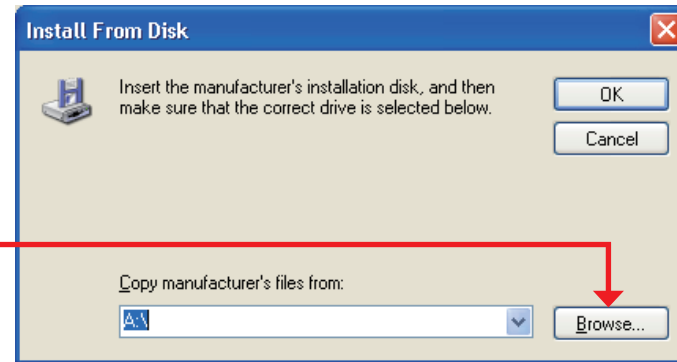 Install From Disk
Insert the manufacturer's installation disk, and then
make sure that the correct drive is selected below.
OK
Cancel
Copy manufacturer's files from:
A:\
Browse...